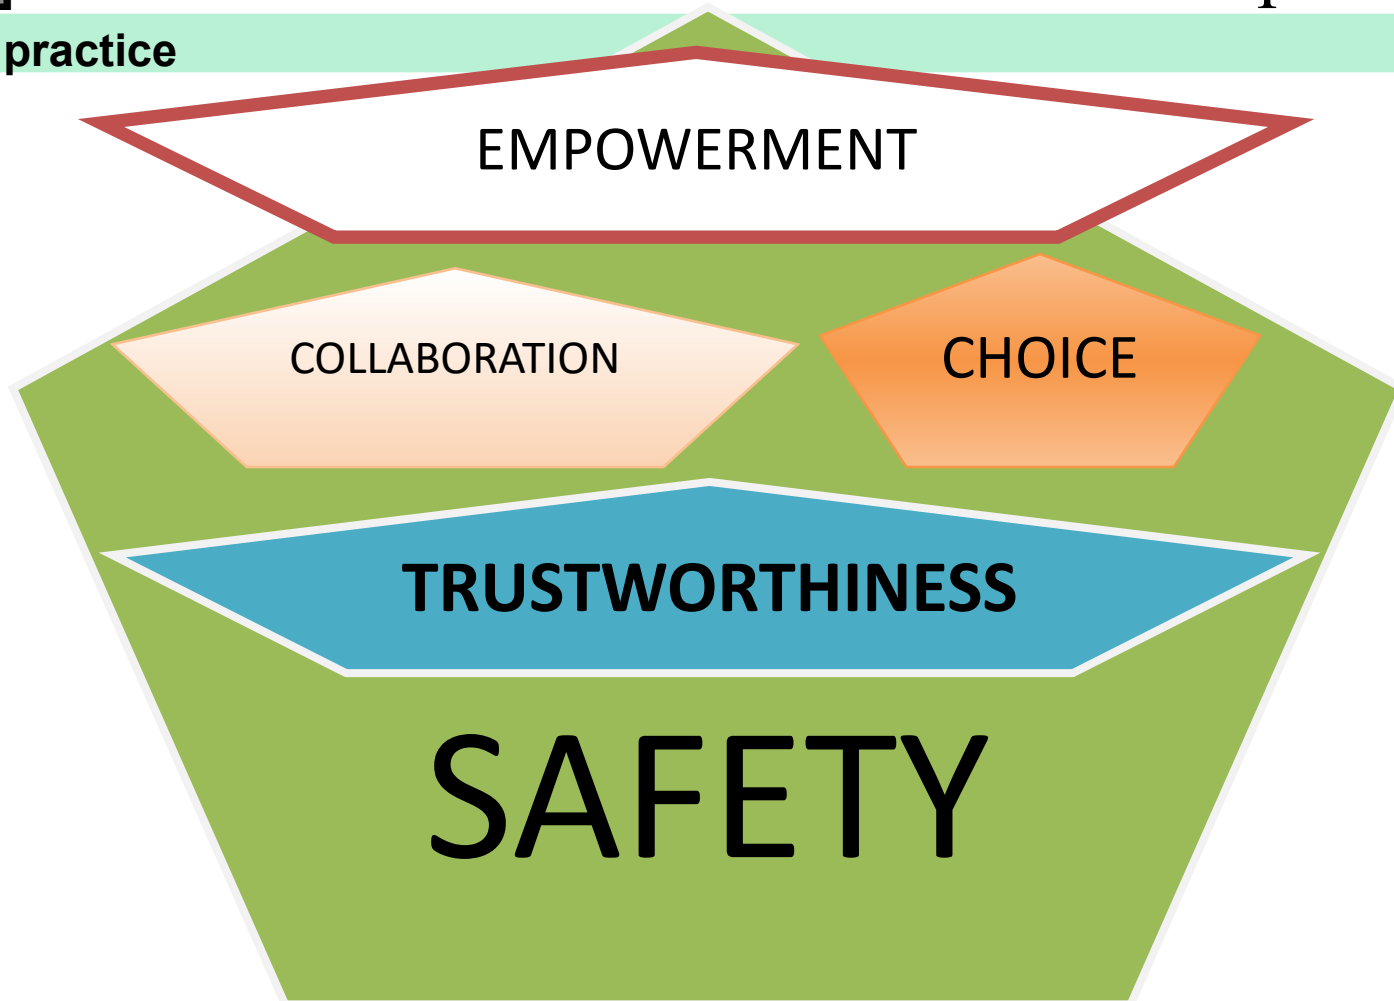 practice
EMPOWERMENT
COLLABORATION
CHOICE
TRUSTWORTHINESS
SAFETY